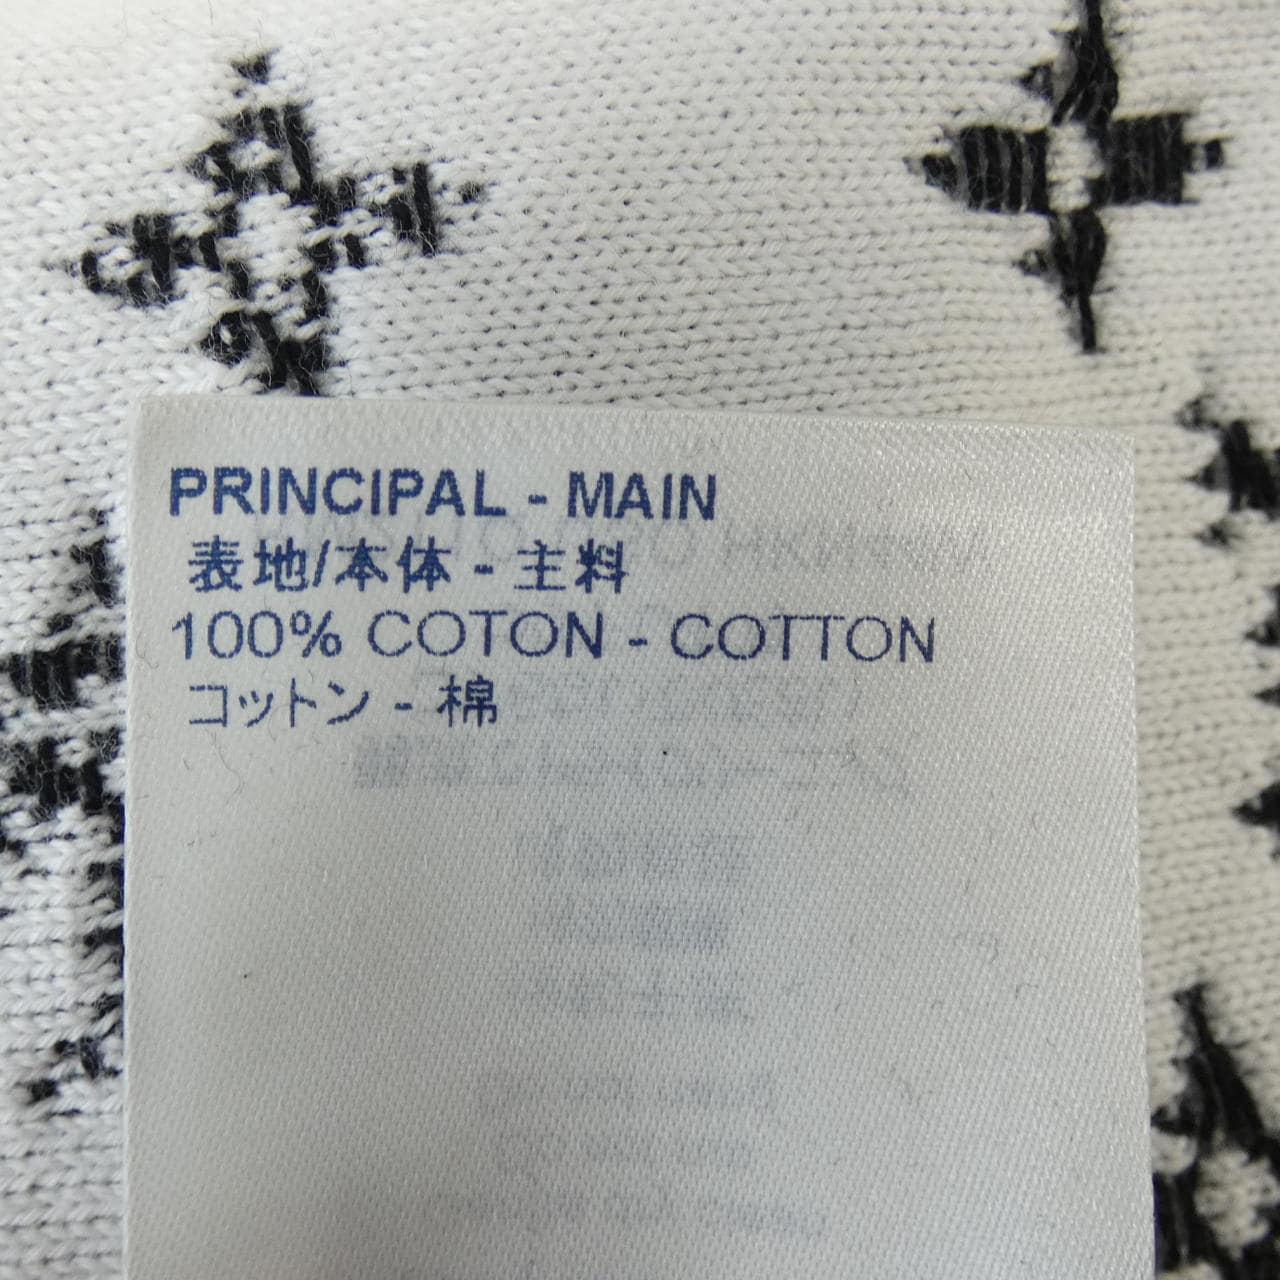 PRINCIPAL - MAIN
表地/本体 - 主料
100% COTON - COTTON
コットン - 棉